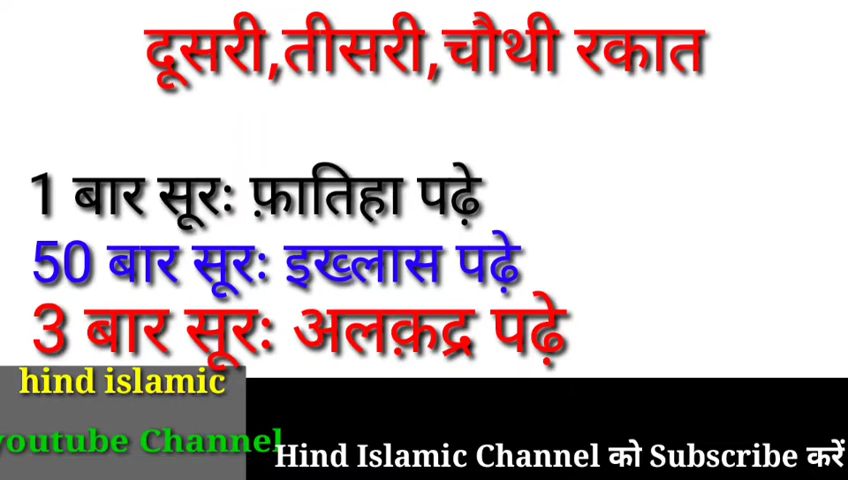 दूसरी,तीसरी,चौथी रकात
1 बार सूरः फ़ातिहा पढ़े
50 बार सूरः इख्लास पढ़े
3 बार सूरः अलक़द्र पढ़े
hind islamic
youtube Channel
Hind Islamic Channel को Subscribe करें